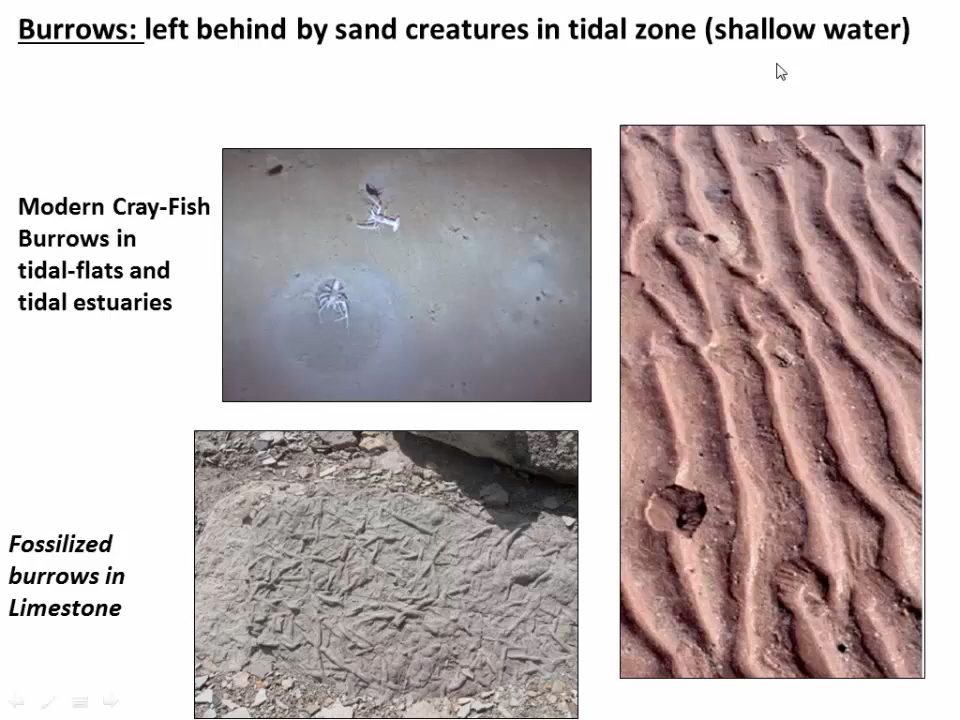 Burrows: left behind by sand creatures in tidal zone (shallow water)
Modern Cray-Fish
Burrows in
tidal-flats and
tidal estuaries
Fossilized
burrows in
Limestone